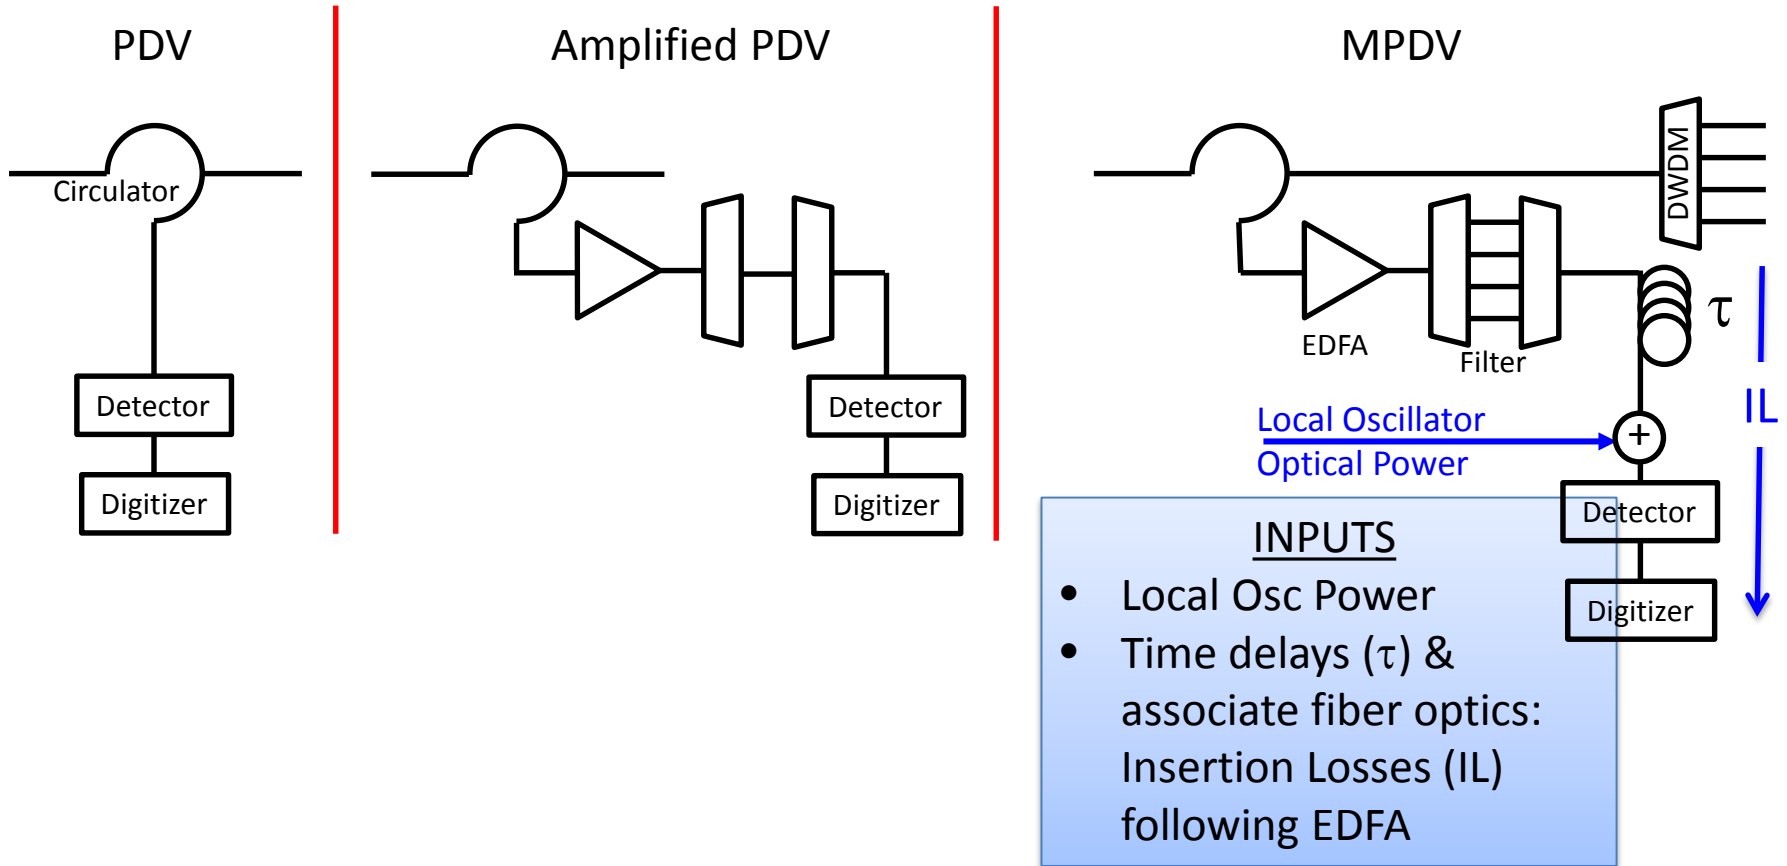 PDV
Circulator
Detector
Digitizer
Amplified PDV
Detector
Digitizer
MPDV
DWDM
EDFA
Filter
τ
IL
Local Oscillator
Optical Power
+
Detector
Digitizer
INPUTS
• Local Osc Power
• Time delays (τ) &
associate fiber optics:
Insertion Losses (IL)
following EDFA